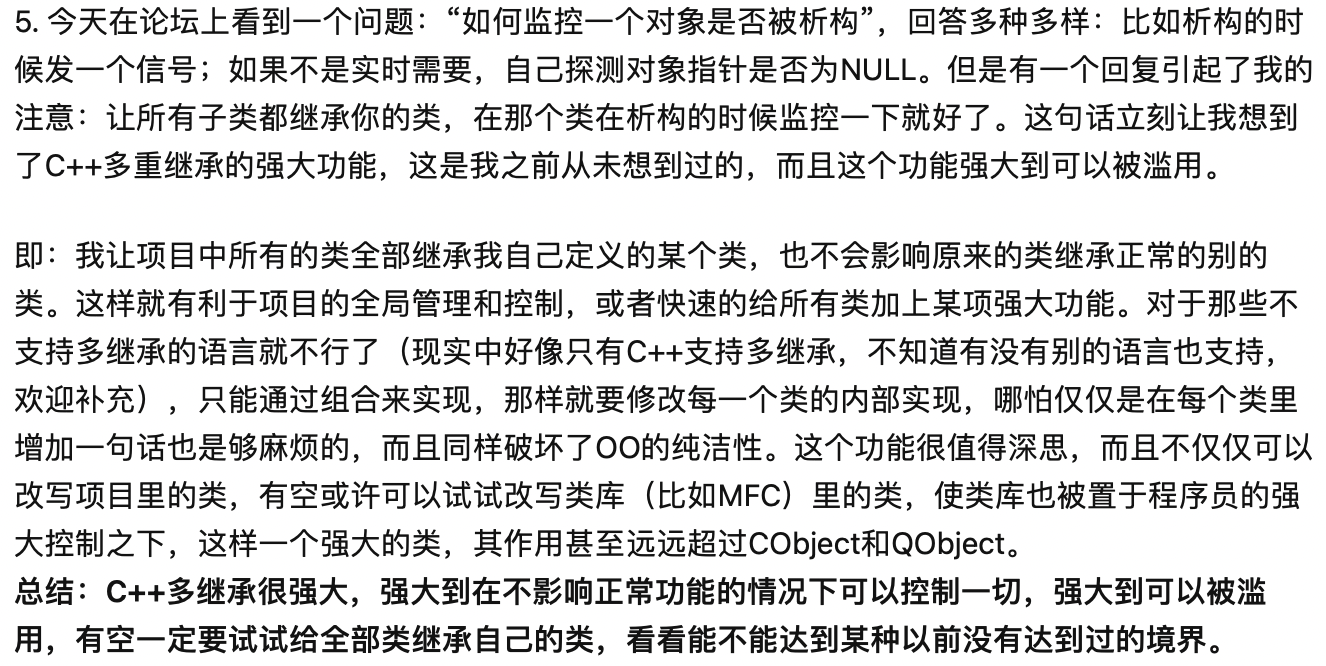 5. 今天在论坛上看到一个问题：“如何监控一个对象是否被析构”，回答多种多样：比如析构的时
候发一个信号；如果不是实时需要，自己探测对象指针是否为NULL。但是有一个回复引起了我的
注意：让所有子类都继承你的类，在那个类在析构的时候监控一下就好了。这句话立刻让我想到
了C++多重继承的强大功能，这是我之前从未想到过的，而且这个功能强大到可以被滥用。
即：我让项目中所有的类全部继承我自己定义的某个类，也不会影响原来的类继承正常的别的
类。这样就有利于项目的全局管理和控制，或者快速的给所有类加上某项强大功能。对于那些不
支持多继承的语言就不行了（现实中好像只有C++支持多继承，不知道有没有别的语言也支持，
欢迎补充），只能通过组合来实现，那样就要修改每一个类的内部实现，哪怕仅仅是在每个类里
增加一句话也是够麻烦的，而且同样破坏了OO的纯洁性。这个功能很值得深思，而且不仅仅可以
改写项目里的类，有空或许可以试试改写类库（比如MFC）里的类，使类库也被置于程序员的强
大控制之下，这样一个强大的类，其作用甚至远远超过CObject和QObject。
总结：C++多继承很强大，强大到在不影响正常功能的情况下可以控制一切，强大到可以被滥
用，有空一定要试试给全部类继承自己的类，看看能不能达到某种以前没有达到过的境界。